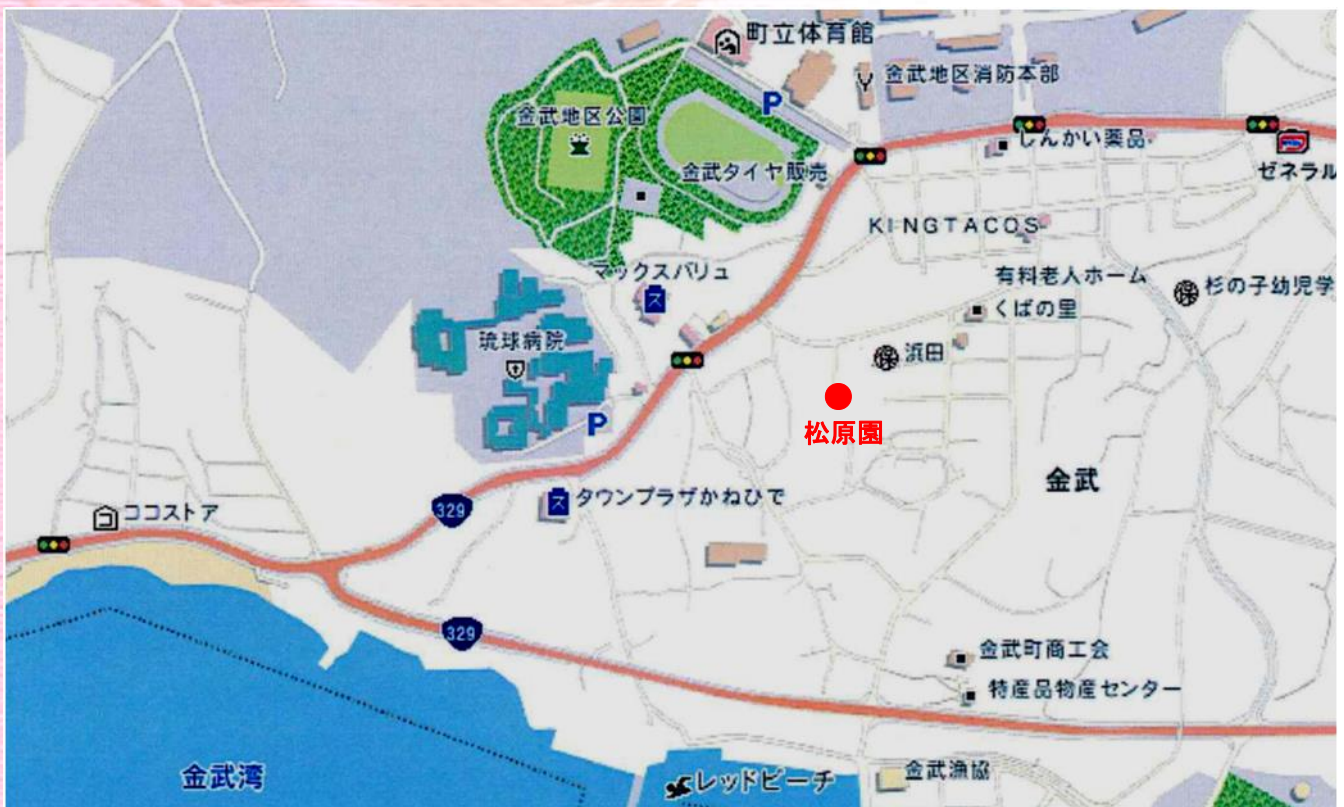 町立体育館
金武地区消防本部
P
金武地区公園
しんかい薬品
金武タイヤ販売
ゼネラル
KINGTACOS
マックスバリュ
有料老人ホーム
くばの里
杉の子幼児学
琉球病院
浜田
P
松原園
金武
329
タウンプラザかねひで
ココストア
329
金武町商工会
特産品物産センター
金武湾
レッドビーチ
金武漁協